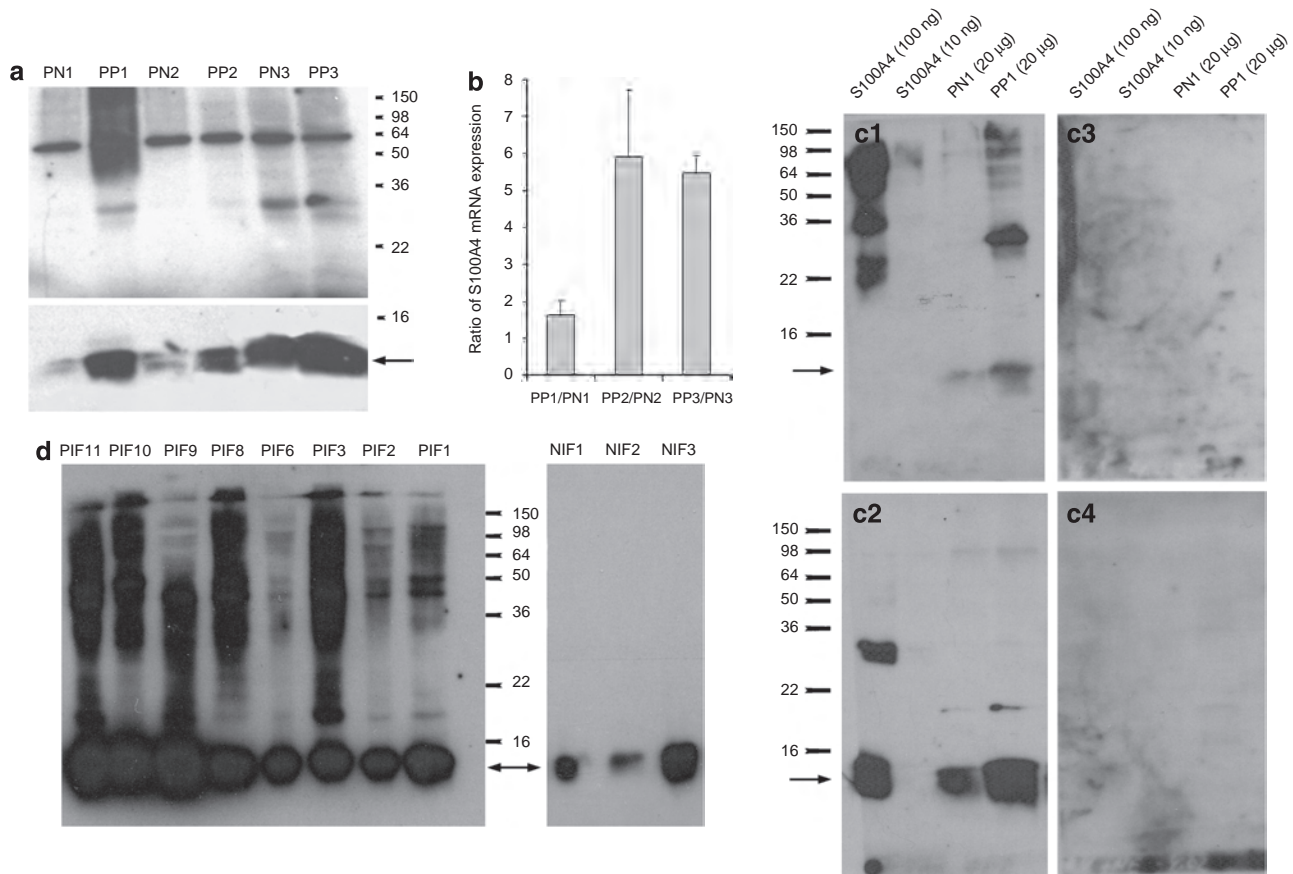 a
PN1 PP1 PN2 PP2 PN3 PP3
150
98
64
50
36
22
16
b
Ratio of S100A4 mRNA expression
8
7
6
5
4
3
2
1
0
PP1/PN1 PP2/PN2 PP3/PN3
S100A4 (100 ng)
S100A4 (10 ng)
PN1 (20 µg)
PP1 (20 µg)
S100A4 (100 ng)
S100A4 (10 ng)
PN1 (20 µg)
PP1 (20 µg)
c1
150
98
64
50
36
22
16
c3
d
PIF11 PIF10 PIF9 PIF8 PIF6 PIF3 PIF2 PIF1
150
98
64
50
36
22
16
NIF1 NIF2 NIF3
c2
150
98
64
50
36
22
16
c4